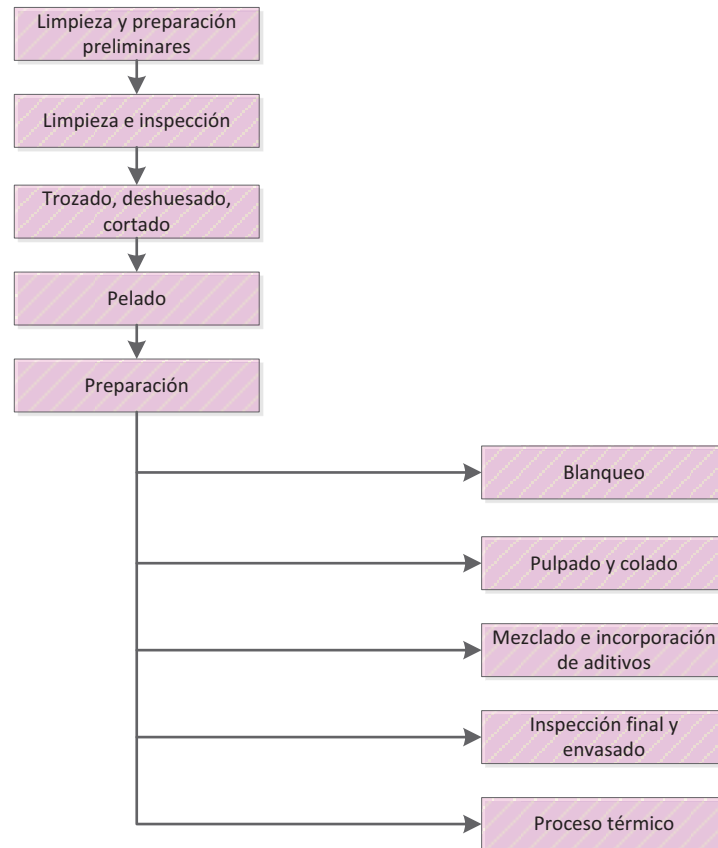 Limpieza y preparación
preliminares
Limpieza e inspección
Trozado, deshuesado,
cortado
Pelado
Preparación
Blanqueo
Pulpado y colado
Mezclado e incorporación
de aditivos
Inspección final y
envasado
Proceso térmico